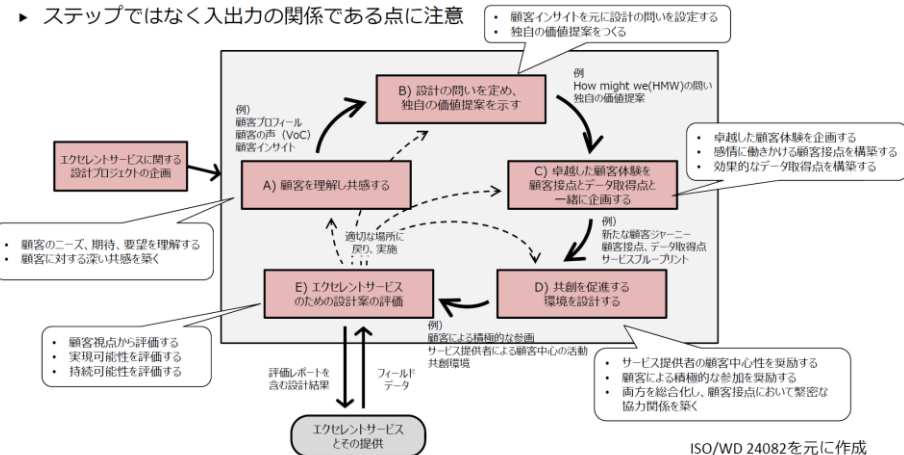 ▸ ステップではなく入出力の関係である点に注意
• 顧客インサイトを元に設計の問いを設定する
• 独自の価値提案をつくる
B) 設計の問いを定め、
独自の価値提案を示す
例
How might we(HMW)の問い
独自の価値提案
例)
顧客プロフィール
顧客の声（VoC）
顧客インサイト
エクセレントサービスに関する
設計プロジェクトの企画
A) 顧客を理解し共感する
C) 卓越した顧客体験を
顧客接点とデータ取得点と
一緒に企画する
• 卓越した顧客体験を企画する
• 感情に働きかける顧客接点を構築する
• 効果的なデータ取得点を構築する
• 顧客のニーズ、期待、要望を理解する
• 顧客に対する深い共感を築く
適切な場所に
戻り、実施
例)
新たな顧客ジャーニー
顧客接点、データ取得点
サービスブループリント
E) エクセレントサービス
のための設計案の評価
D) 共創を促進する
環境を設計する
例)
顧客による積極的な参画
サービス提供者による顧客中心の活動
共創環境
• 顧客視点から評価する
• 実現可能性を評価する
• 持続可能性を評価する
評価レポートを
含む設計結果
フィールド
データ
• サービス提供者の顧客中心性を奨励する
• 顧客による積極的な参加を奨励する
• 両方を総合化し、顧客接点において緊密な
協力関係を築く
エクセレントサービス
とその提供
ISO/WD 24082を元に作成